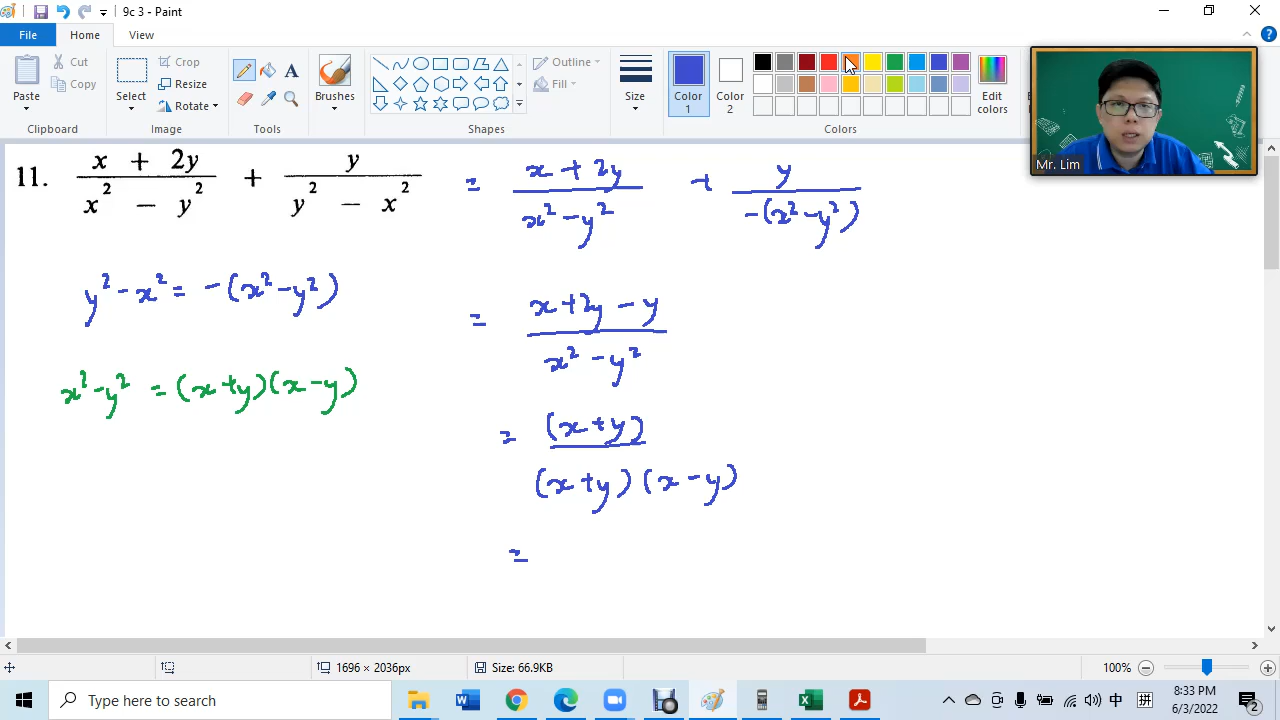 9c 3 - Paint
File Home View
Paste Cut Copy Clipboard
Select Crop Resize Rotate Image
A Tools
Brushes
Outline Fill Shapes
Size
Color 1 Color 2 Edit colors Colors
Mr. Lim
11. (x + 2y)/(x² - y²) + y/(y² - x²) = (x + 2y)/(x² - y²) + y/(-(x² - y²))
y² - x² = -(x² - y²)
= (x + 2y - y)/(x² - y²)
x² - y² = (x + y)(x - y)
= (x + y)/((x + y)(x - y))
=
1696 × 2036px Size: 66.9KB 100%
Type here to search
中 拼 8:33 PM
6/3/2022 2